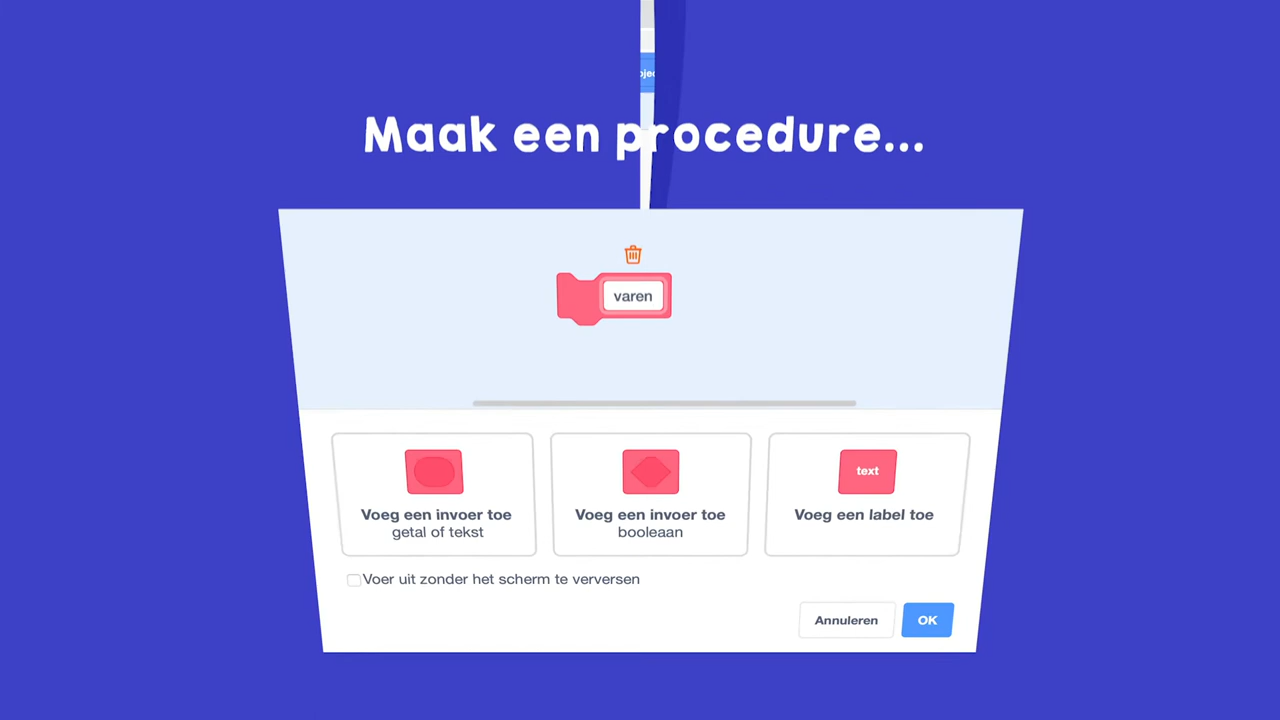 Maak een procedure...
varen
text
Voeg een invoer toe
getal of tekst
Voeg een invoer toe
booleaan
Voeg een label toe
Voer uit zonder het scherm te verversen
Annuleren
OK